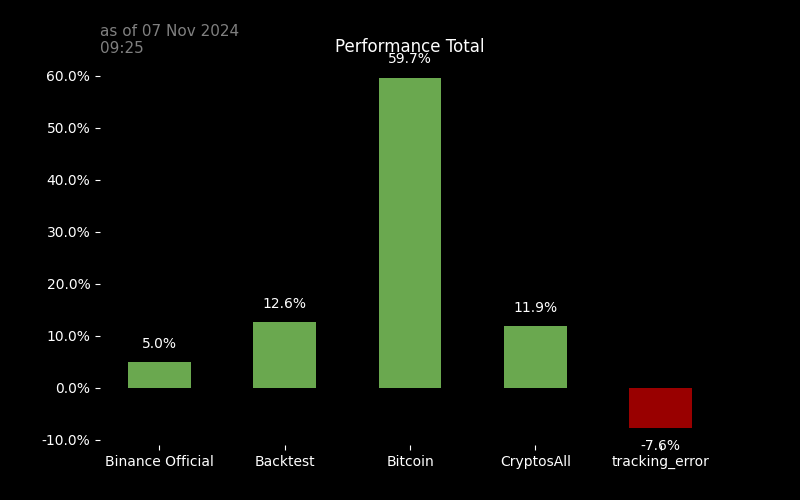 as of 07 Nov 2024
09:25
Performance Total
59.7%
60.0%
50.0%
40.0%
30.0%
20.0%
12.6%
11.9%
10.0%
5.0%
0.0%
-10.0%
-7.6%
Binance Official
Backtest
Bitcoin
CryptosAll
tracking_error